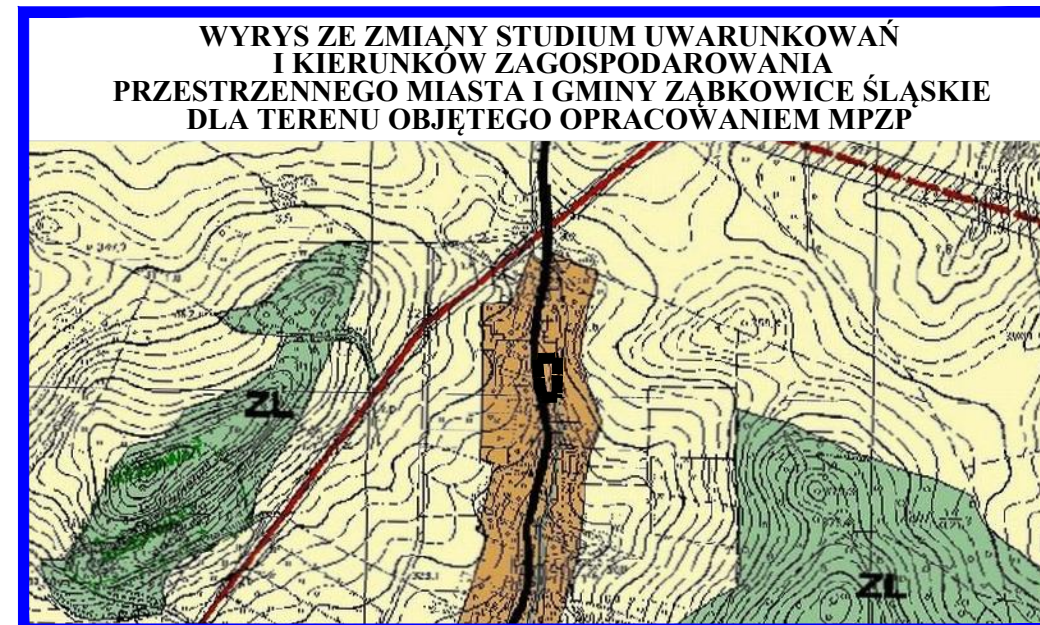 WYRYS ZE ZMIANY STUDIUM UWARUNKOWAŃ
I KIERUNKÓW ZAGOSPODAROWANIA
PRZESTRZENNEGO MIASTA I GMINY ZĄBKOWICE ŚLĄSKIE
DLA TERENU OBJĘTEGO OPRACOWANIEM MPZP
ZL
ZL